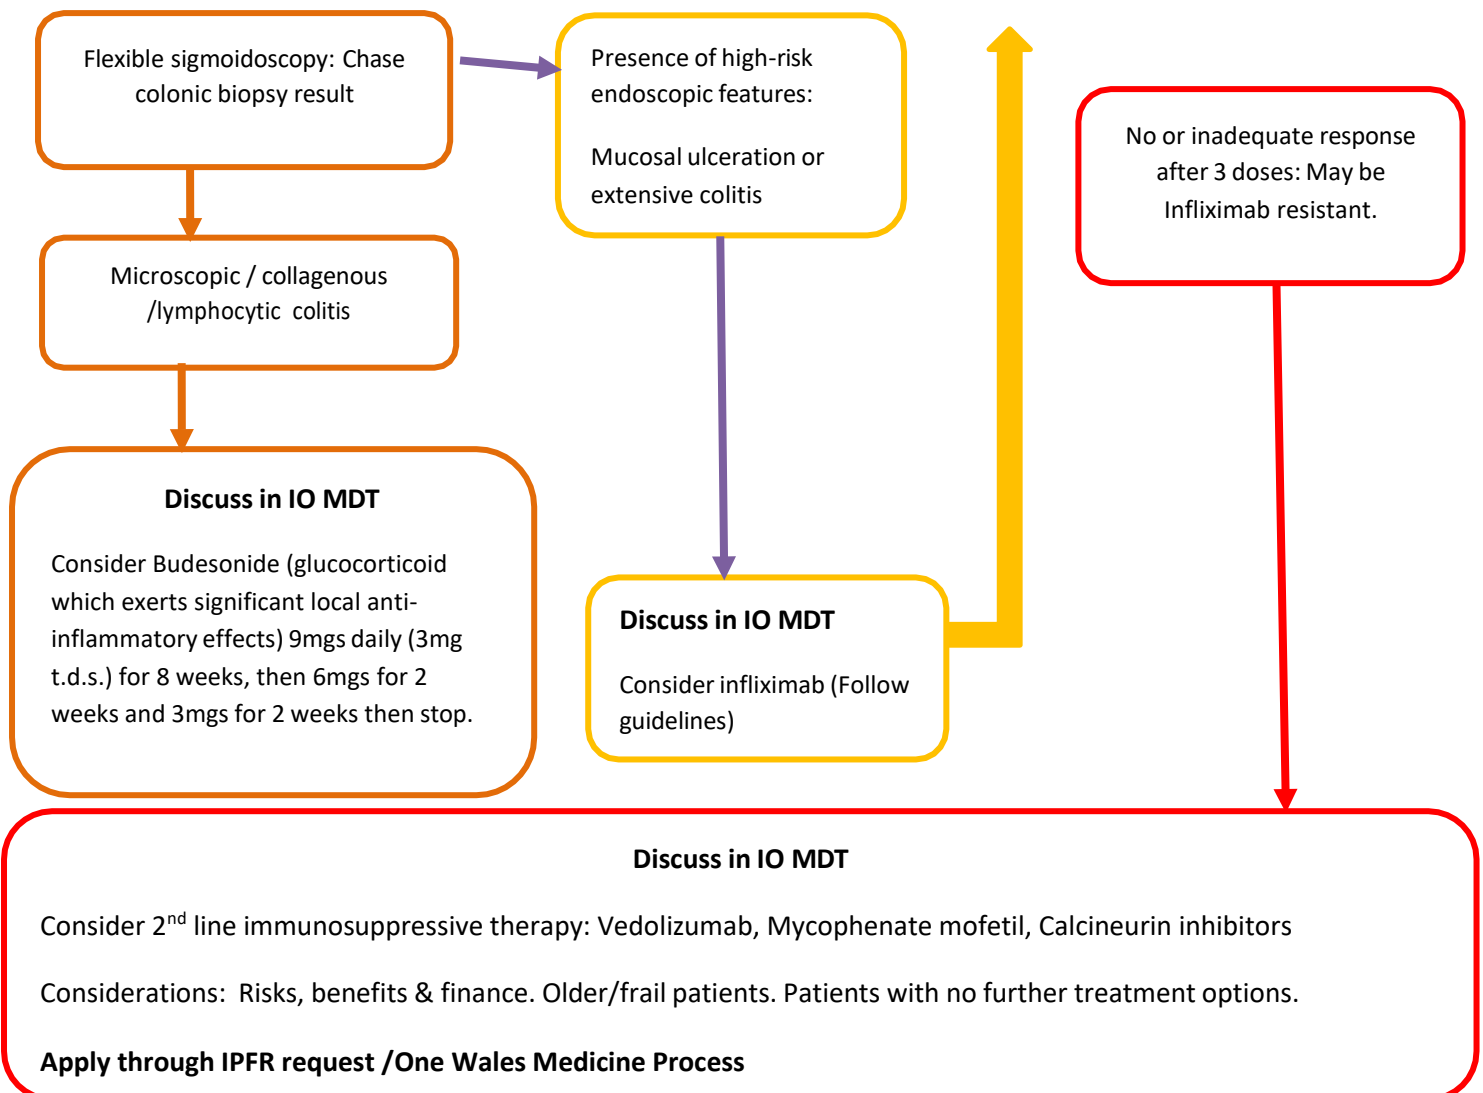 Flexible sigmoidoscopy: Chase
colonic biopsy result
Presence of high-risk
endoscopic features:
Mucosal ulceration or
extensive colitis
No or inadequate response
after 3 doses: May be
Infliximab resistant.
Microscopic / collagenous
/lymphocytic  colitis
Discuss in IO MDT
Consider Budesonide (glucocorticoid
which exerts significant local anti-
inflammatory effects) 9mgs daily (3mg
t.d.s.) for 8 weeks, then 6mgs for 2
weeks and 3mgs for 2 weeks then stop.
Discuss in IO MDT
Consider infliximab (Follow
guidelines)
Discuss in IO MDT
Consider 2nd line immunosuppressive therapy: Vedolizumab, Mycophenate mofetil, Calcineurin inhibitors
Considerations:  Risks, benefits & finance. Older/frail patients. Patients with no further treatment options.
Apply through IPFR request /One Wales Medicine Process